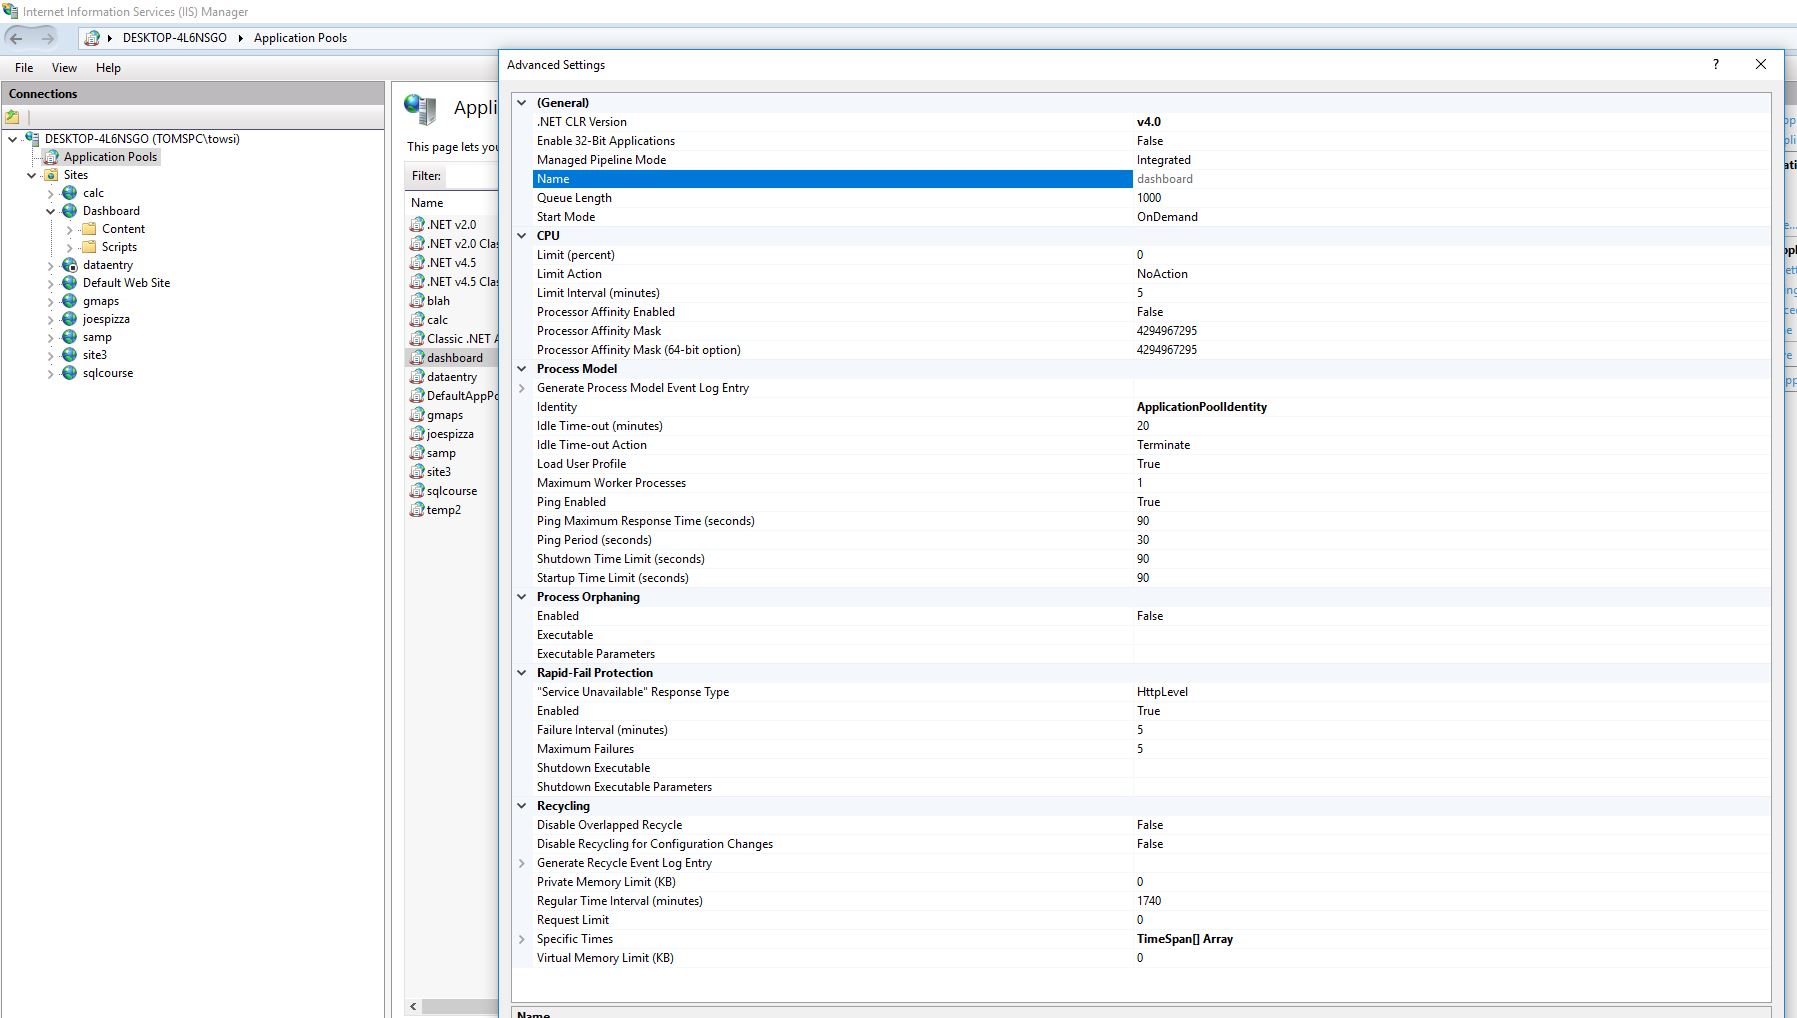 Internet Information Services (IIS) Manager
DESKTOP-4L6NSGO Application Pools
File View Help
Connections
DESKTOP-4L6NSGO (TOMSPC\towsi)
Application Pools
Sites
calc
Dashboard
Content
Scripts
dataentry
Default Web Site
gmaps
joespizza
samp
site3
sqlcourse
Appli
This page lets you
Filter:
Name
.NET v2.0
.NET v2.0 Clas
.NET v4.5
.NET v4.5 Clas
blah
calc
Classic .NET A
dashboard
dataentry
DefaultAppPo
gmaps
joespizza
samp
site3
sqlcourse
temp2
Advanced Settings ?
(General)
.NET CLR Version v4.0
Enable 32-Bit Applications False
Managed Pipeline Mode Integrated
Name dashboard
Queue Length 1000
Start Mode OnDemand
CPU
Limit (percent) 0
Limit Action NoAction
Limit Interval (minutes) 5
Processor Affinity Enabled False
Processor Affinity Mask 4294967295
Processor Affinity Mask (64-bit option) 4294967295
Process Model
Generate Process Model Event Log Entry
Identity ApplicationPoolIdentity
Idle Time-out (minutes) 20
Idle Time-out Action Terminate
Load User Profile True
Maximum Worker Processes 1
Ping Enabled True
Ping Maximum Response Time (seconds) 90
Ping Period (seconds) 30
Shutdown Time Limit (seconds) 90
Startup Time Limit (seconds) 90
Process Orphaning
Enabled False
Executable
Executable Parameters
Rapid-Fail Protection
"Service Unavailable" Response Type HttpLevel
Enabled True
Failure Interval (minutes) 5
Maximum Failures 5
Shutdown Executable
Shutdown Executable Parameters
Recycling
Disable Overlapped Recycle False
Disable Recycling for Configuration Changes False
Generate Recycle Event Log Entry
Private Memory Limit (KB) 0
Regular Time Interval (minutes) 1740
Request Limit 0
Specific Times TimeSpan[] Array
Virtual Memory Limit (KB) 0
Name